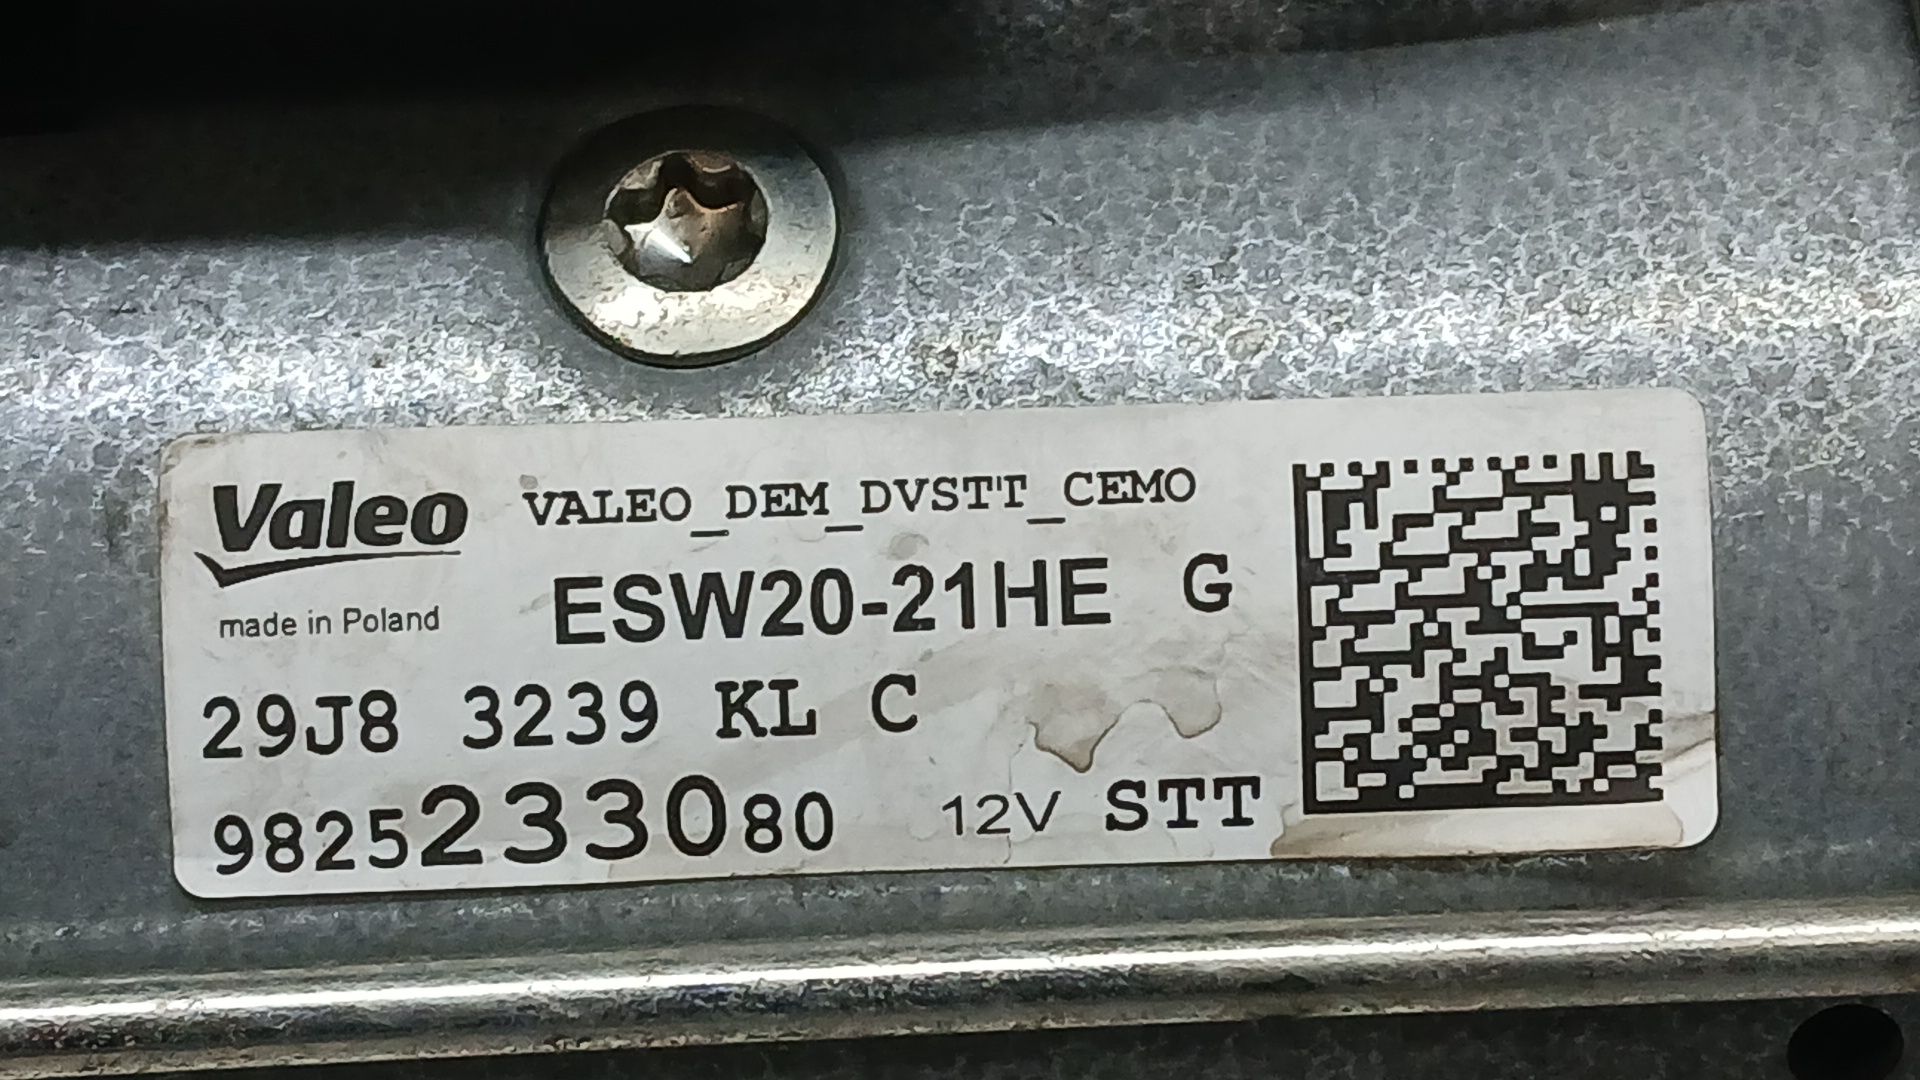 Valeo VALEO_DEM_DVSTT_CEMO
made in Poland ESW20-21HE G
29J8 3239 KL C
9825233080 12V STT